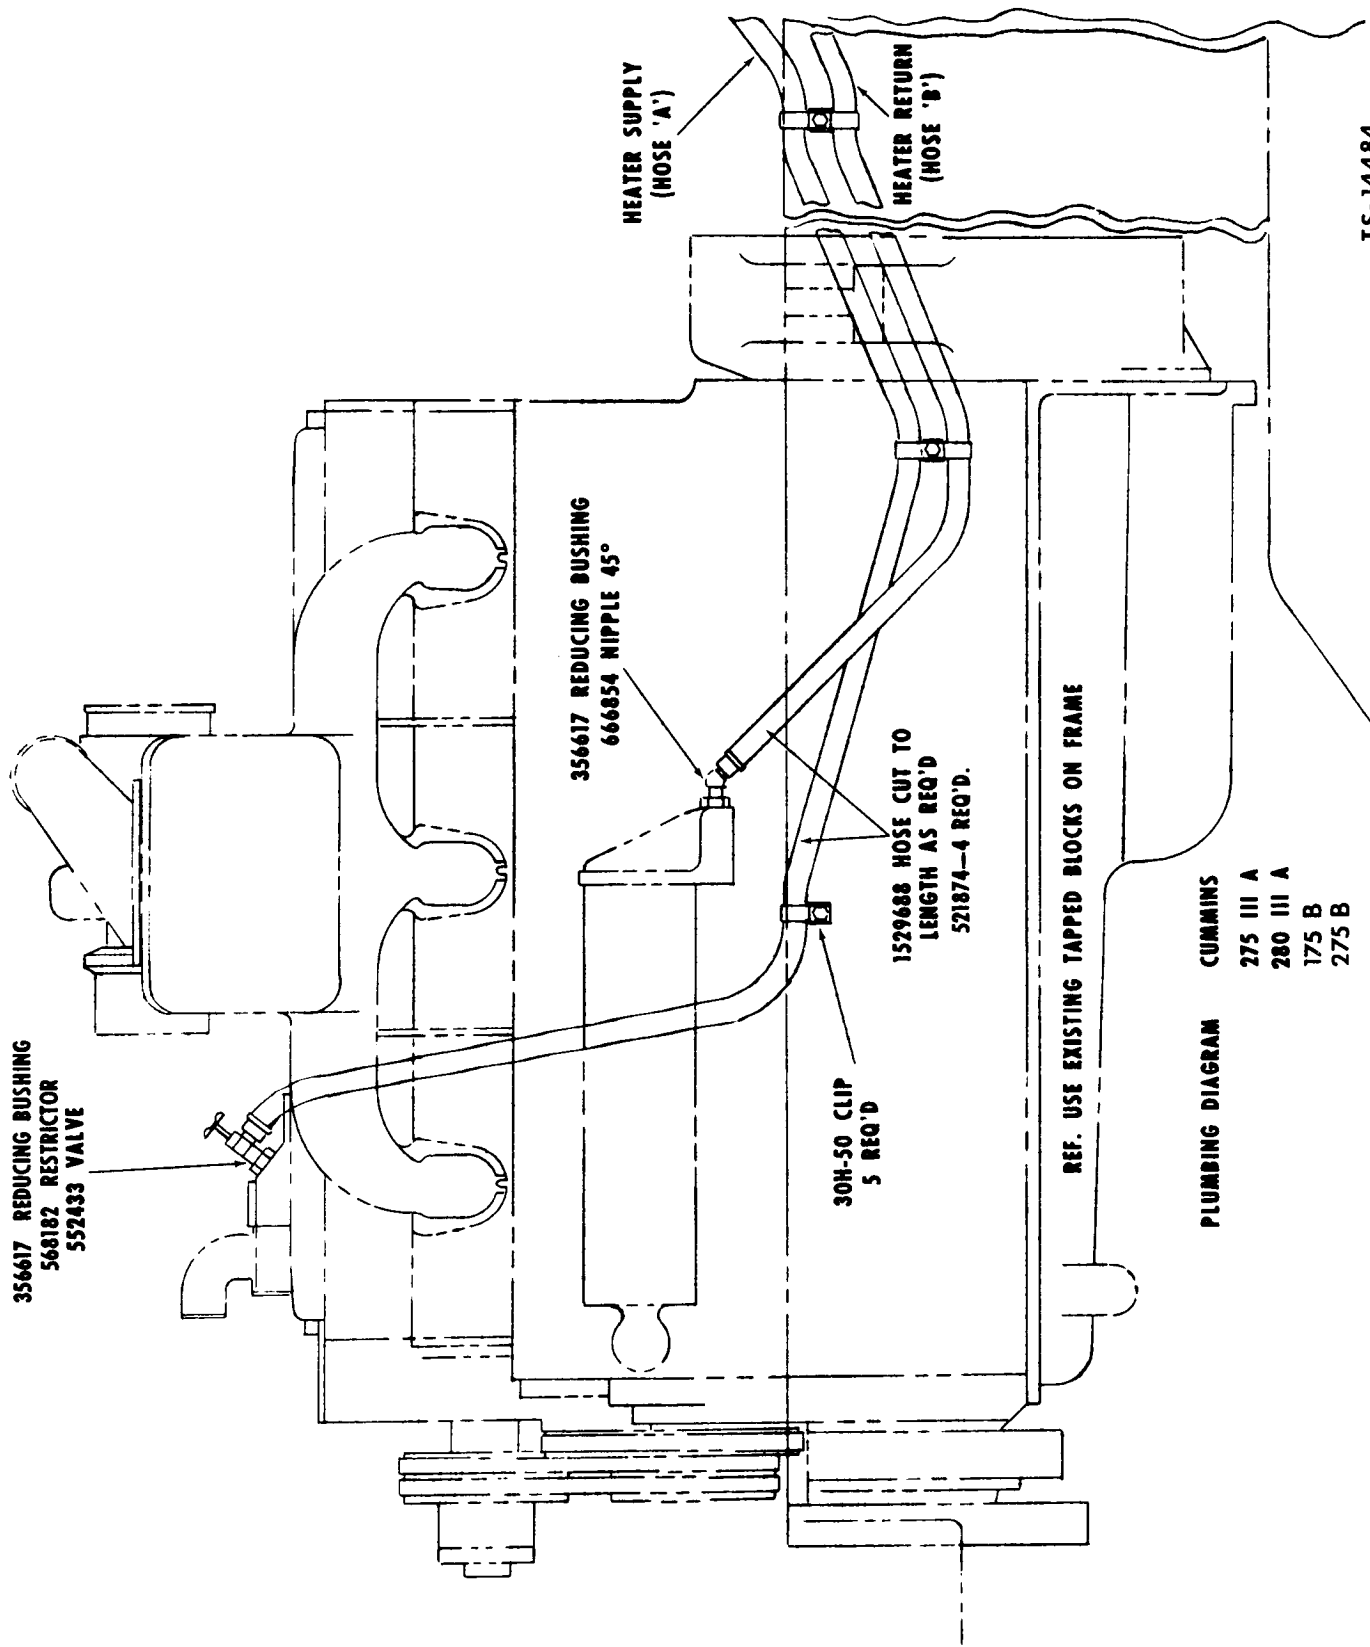 356617 REDUCING BUSHING
568182 RESTRICTOR
552433 VALVE
356617 REDUCING BUSHING
666854 NIPPLE 45°
HEATER SUPPLY
(HOSE 'A')
HEATER RETURN
(HOSE 'B')
30H-50 CLIP
5 REQ'D
1529688 HOSE CUT TO
LENGTH AS REQ'D
521874—4 REQ'D.
REF. USE EXISTING TAPPED BLOCKS ON FRAME
PLUMBING DIAGRAM CUMMINS
275 III A
280 III A
175 B
275 B
TS-14484